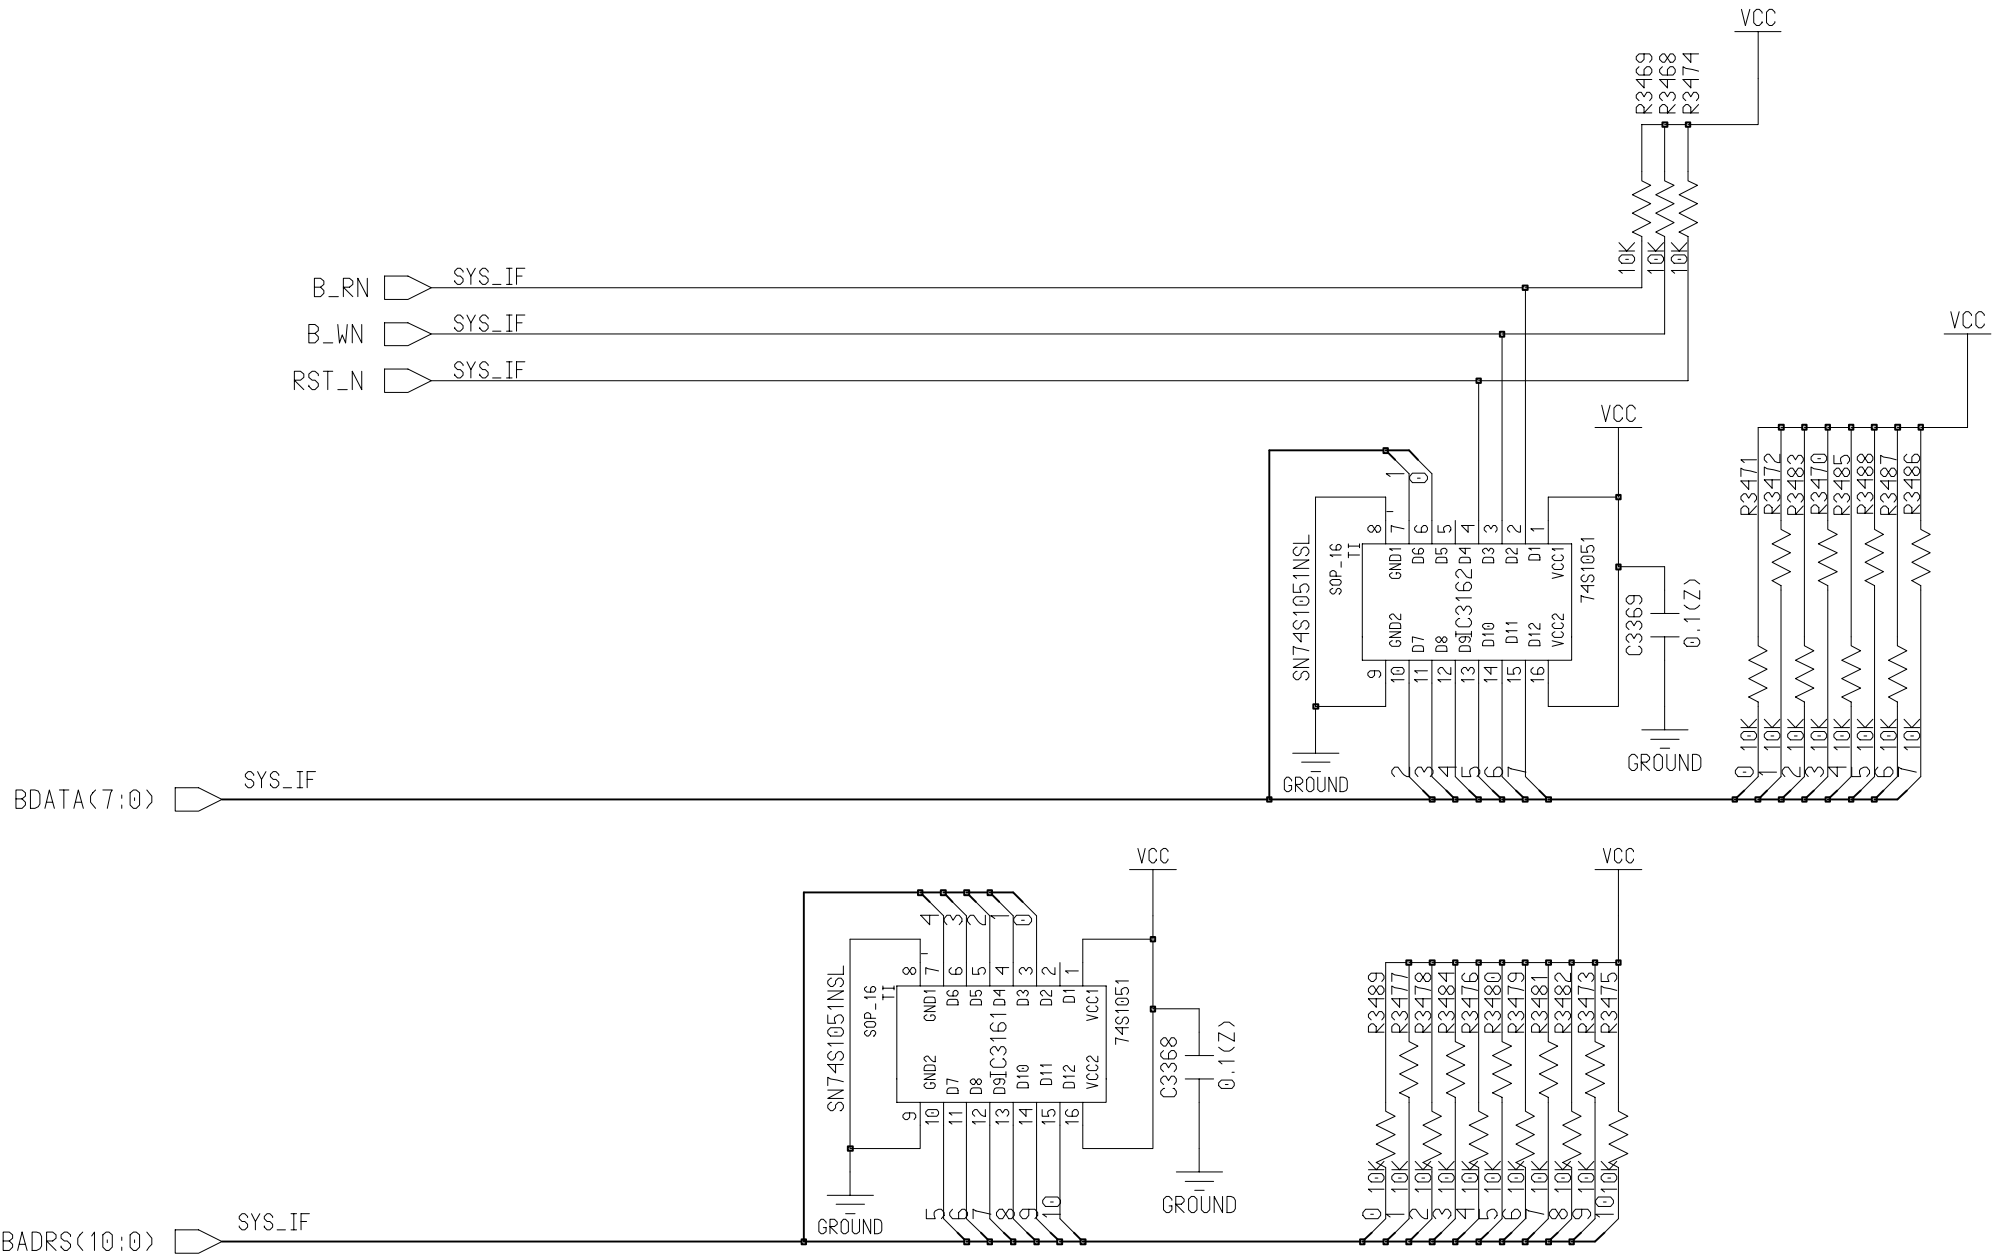 VCC
R3469
R3468
R3474
10K
10K
10K
B_RN
SYS_IF
B_WN
SYS_IF
RST_N
SYS_IF
VCC
VCC
R3471
R3472
R3483
R3470
R3485
R3488
R3487
R3486
1
0
8
7
6
5
4
3
2
1
SN74S1051NSL
SOP_16
TI
GND1
D6
D5
D4
D3
D2
D1
VCC1
IC3162
74S1051
GND2
D7
D8
D9
D10
D11
D12
VCC2
9
10
11
12
13
14
15
16
C3369
0.1(Z)
GROUND
GROUND
10K
10K
10K
10K
10K
10K
10K
10K
2
3
4
5
6
7
0
1
2
3
4
5
6
7
BDATA(7:0)
SYS_IF
VCC
VCC
4
3
2
1
0
8
7
6
5
4
3
2
1
SN74S1051NSL
SOP_16
TI
GND1
D6
D5
D4
D3
D2
D1
VCC1
IC3161
74S1051
GND2
D7
D8
D9
D10
D11
D12
VCC2
9
10
11
12
13
14
15
16
C3368
0.1(Z)
R3489
R3477
R3478
R3484
R3476
R3480
R3479
R3481
R3482
R3473
R3475
10K
10K
10K
10K
10K
10K
10K
10K
10K
10K
10K
GROUND
GROUND
5
6
7
8
9
10
0
1
2
3
4
5
6
7
8
9
10
BADRS(10:0)
SYS_IF